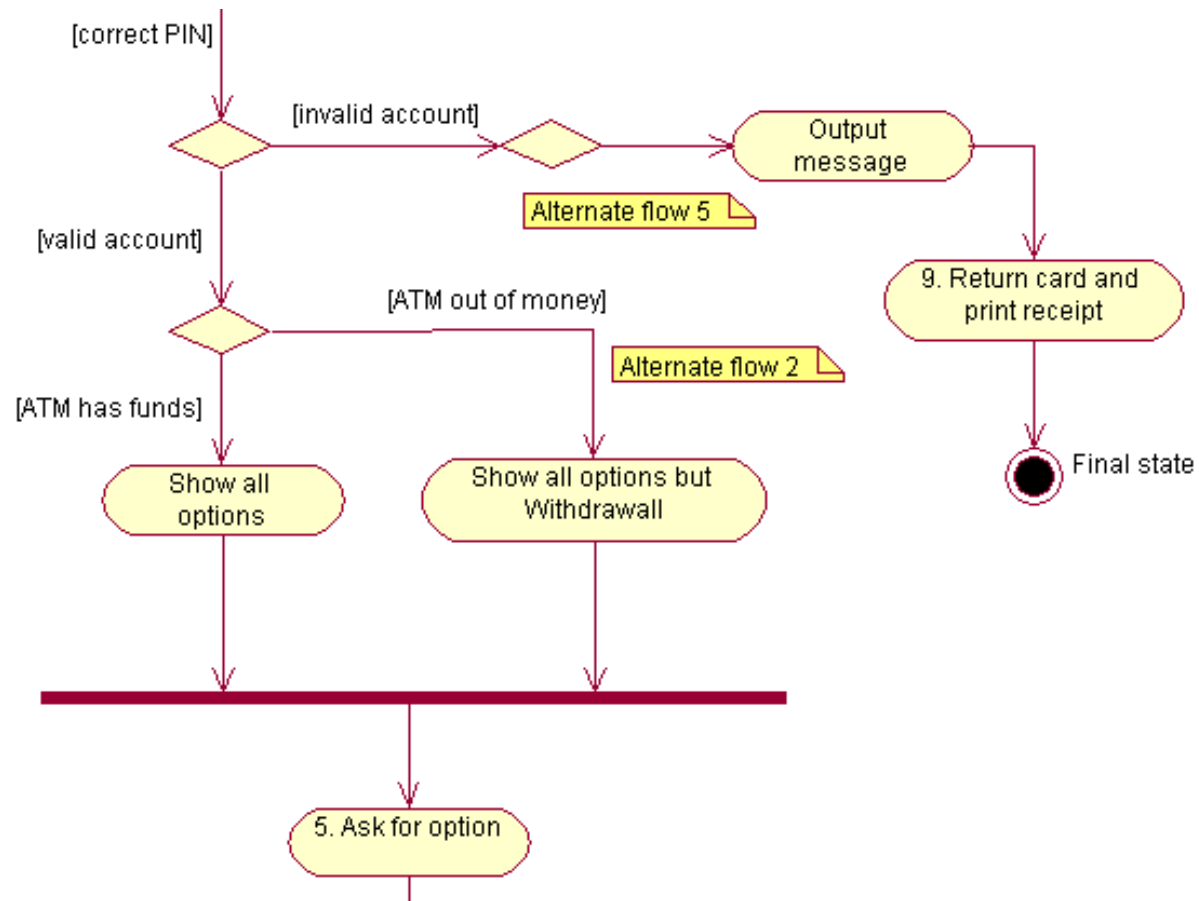 [correct PIN]
[invalid account]
Output
message
Alternate flow 5
[valid account]
9. Return card and
print receipt
[ATM out of money]
Alternate flow 2
[ATM has funds]
Show all
options
Show all options but
Withdrawall
Final state
5. Ask for option